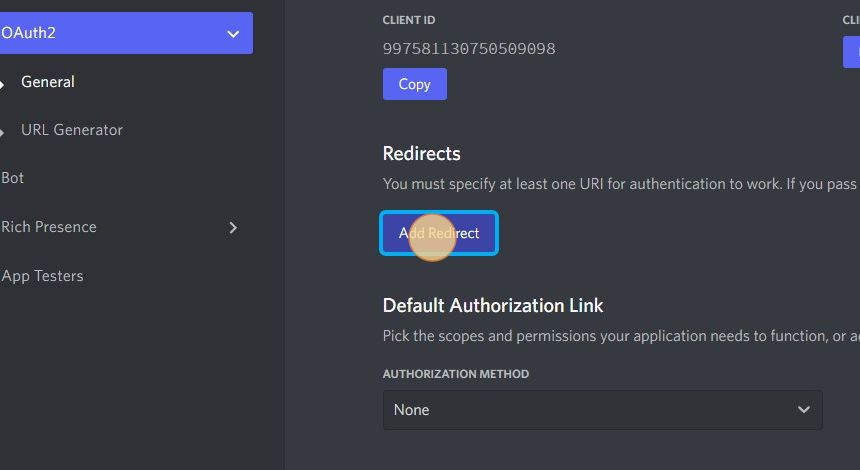 OAuth2
General
URL Generator
Bot
Rich Presence
App Testers
CLIENT ID
997581130750509098
Copy
Redirects
You must specify at least one URI for authentication to work. If you pass
Add Redirect
Default Authorization Link
Pick the scopes and permissions your application needs to function, or
AUTHORIZATION METHOD
None